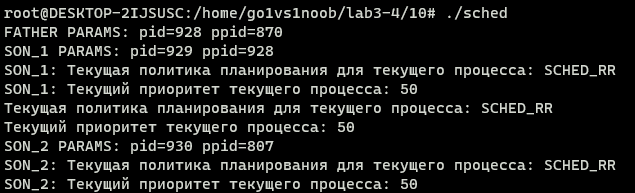 root@DESKTOP-2IJSUSC:/home/go1vs1noob/lab3-4/10# ./sched
FATHER PARAMS: pid=928 ppid=870
SON_1 PARAMS: pid=929 ppid=928
SON_1: Текущая политика планирования для текущего процесса: SCHED_RR
SON_1: Текущий приоритет текущего процесса: 50
Текущая политика планирования для текущего процесса: SCHED_RR
Текущий приоритет текущего процесса: 50
SON_2 PARAMS: pid=930 ppid=807
SON_2: Текущая политика планирования для текущего процесса: SCHED_RR
SON_2: Текущий приоритет текущего процесса: 50